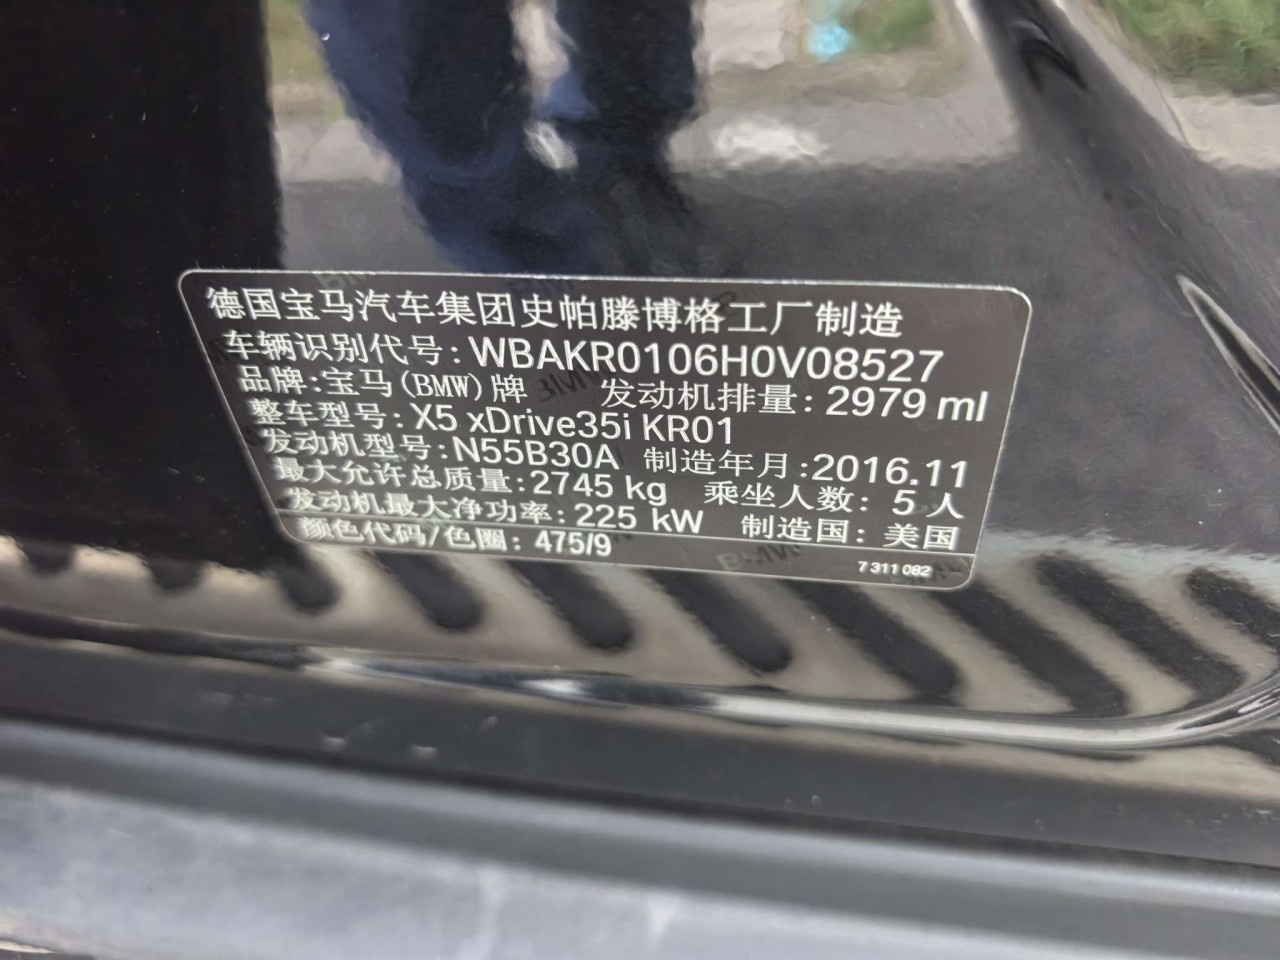 德国宝马汽车集团史帕滕博格工厂制造
车辆识别代号: WBAKR0106H0V08527
品牌: 宝马(BMW)牌 发动机排量: 2979 ml
整车型号: X5 xDrive35i KR01
发动机型号: N55B30A 制造年月: 2016.11
最大允许总质量: 2745 kg 乘坐人数: 5 人
发动机最大净功率: 225 kW 制造国: 美国
颜色代码/色圈: 475/9
7 311 082